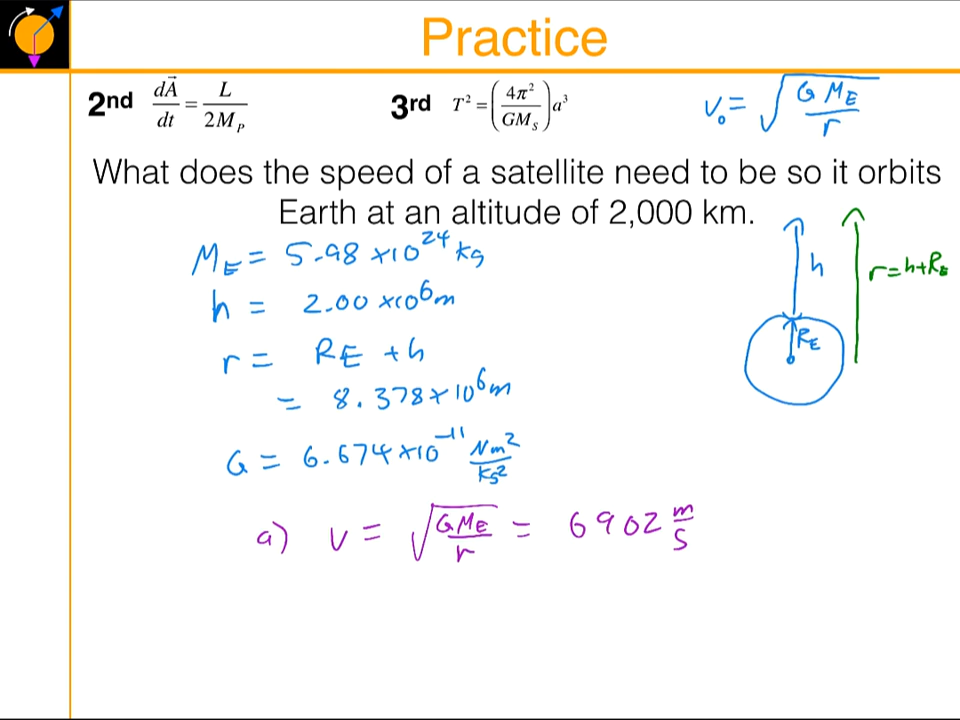 Practice
2nd dA⃗/dt = L/2M_P 3rd T² = (4π²/GM_S) a³ v₀ = √(G M_E/r)
What does the speed of a satellite need to be so it orbits
Earth at an altitude of 2,000 km.
M_E = 5.98 × 10²⁴ kg
h = 2.00 × 10⁶ m
r = R_E + h
= 8.378 × 10⁶ m
G = 6.674 × 10⁻¹¹ Nm²/kg²
a) v = √(GM_E/r) = 6902 m/s
h
r = h + R_E
R_E